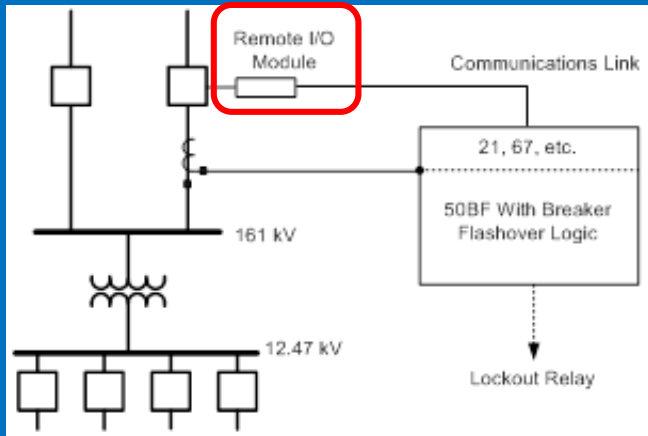 Remote I/O
Module
Communications Link
21, 67, etc.
50BF With Breaker
Flashover Logic
161 kV
12.47 kV
Lockout Relay